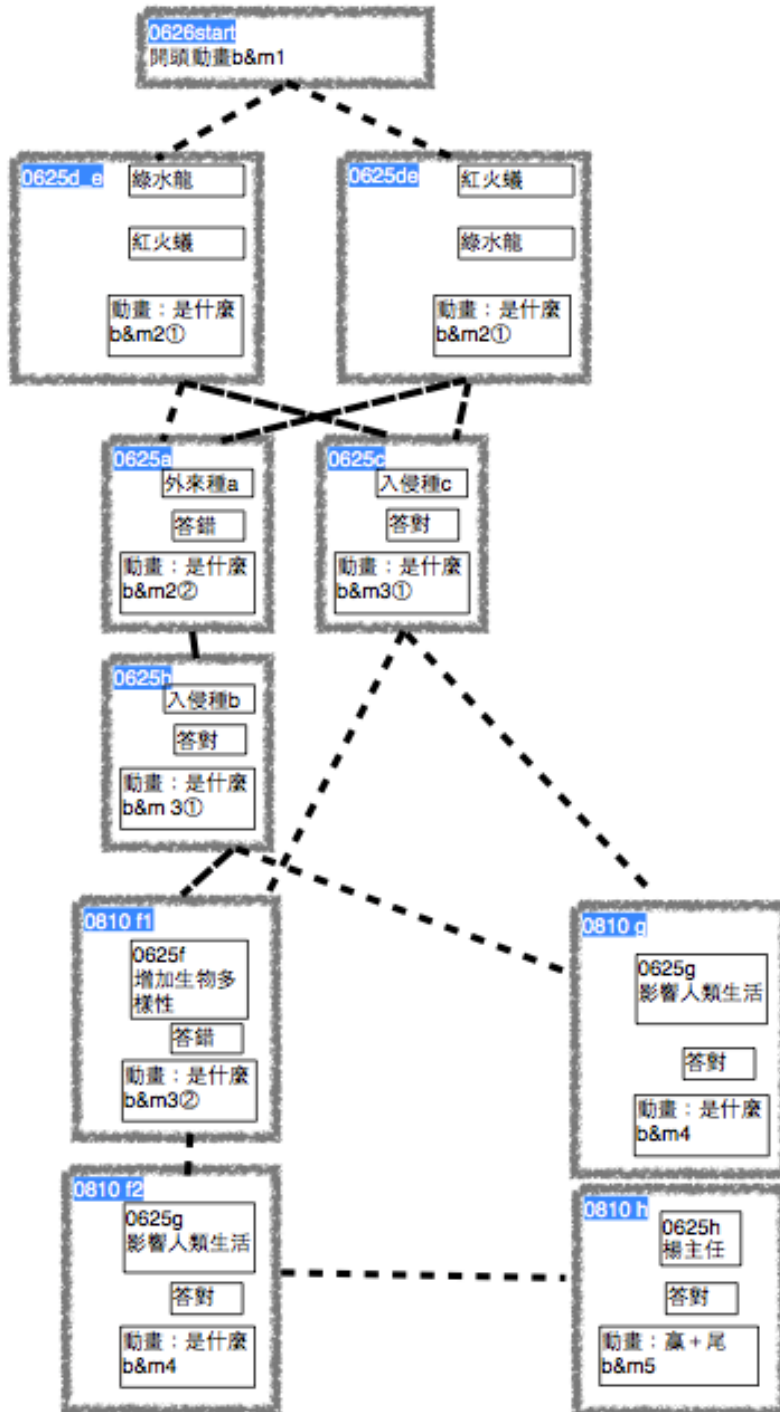 0626start
開頭動畫b&m1
0625d_e
綠水龍
紅火蟻
動畫：是什麼
b&m2①
0625de
紅火蟻
綠水龍
動畫：是什麼
b&m2①
0625a
外來種a
答錯
動畫：是什麼
b&m2②
0625c
入侵種c
答對
動畫：是什麼
b&m3①
0625b
入侵種b
答對
動畫：是什麼
b&m 3①
0810 f1
0625f
增加生物多
樣性
答錯
動畫：是什麼
b&m3②
0810 g
0625g
影響人類生活
答對
動畫：是什麼
b&m4
0810 f2
0625g
影響人類生活
答對
動畫：是什麼
b&m4
0810 h
0625h
楊主任
答對
動畫：贏＋尾
b&m5